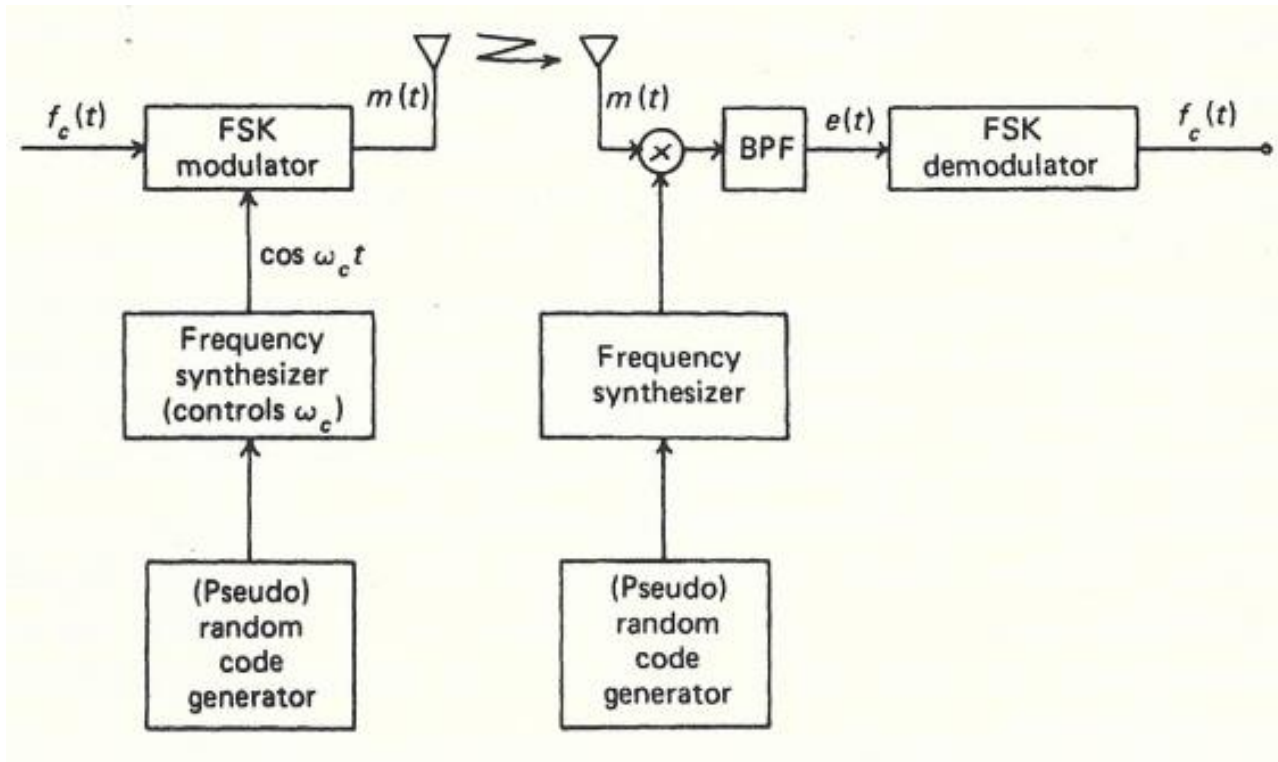 m(t)
m(t)
f_c(t)
FSK
modulator
BPF
e(t)
FSK
demodulator
f_c(t)
cos ω_c t
Frequency
synthesizer
(controls ω_c)
Frequency
synthesizer
(Pseudo)
random
code
generator
(Pseudo)
random
code
generator